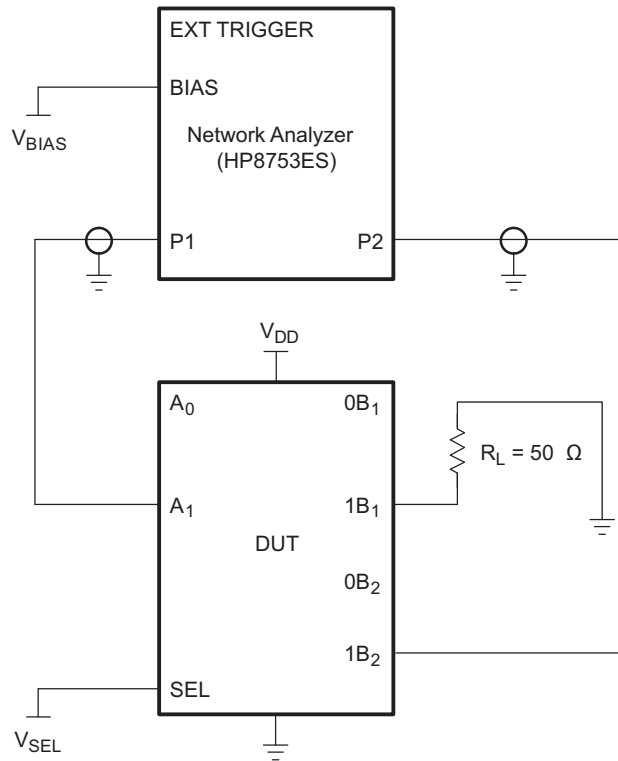 EXT TRIGGER
BIAS
V_BIAS
Network Analyzer
(HP8753ES)
P1
P2
V_DD
A_0
0B_1
R_L = 50 Ω
A_1
1B_1
DUT
0B_2
1B_2
SEL
V_SEL